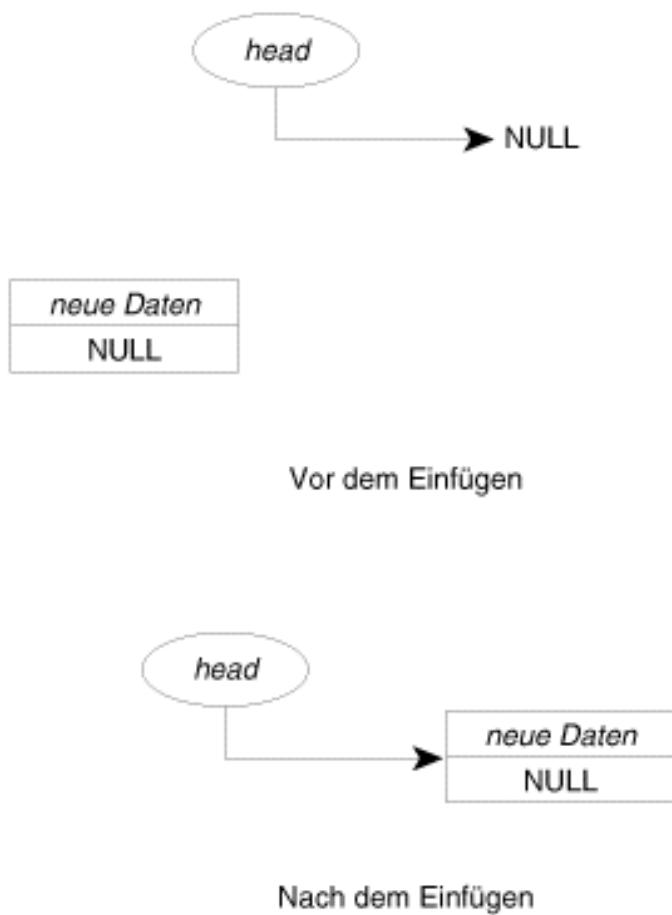 head
NULL
neue Daten
NULL
Vor dem Einfügen
head
neue Daten
NULL
Nach dem Einfügen